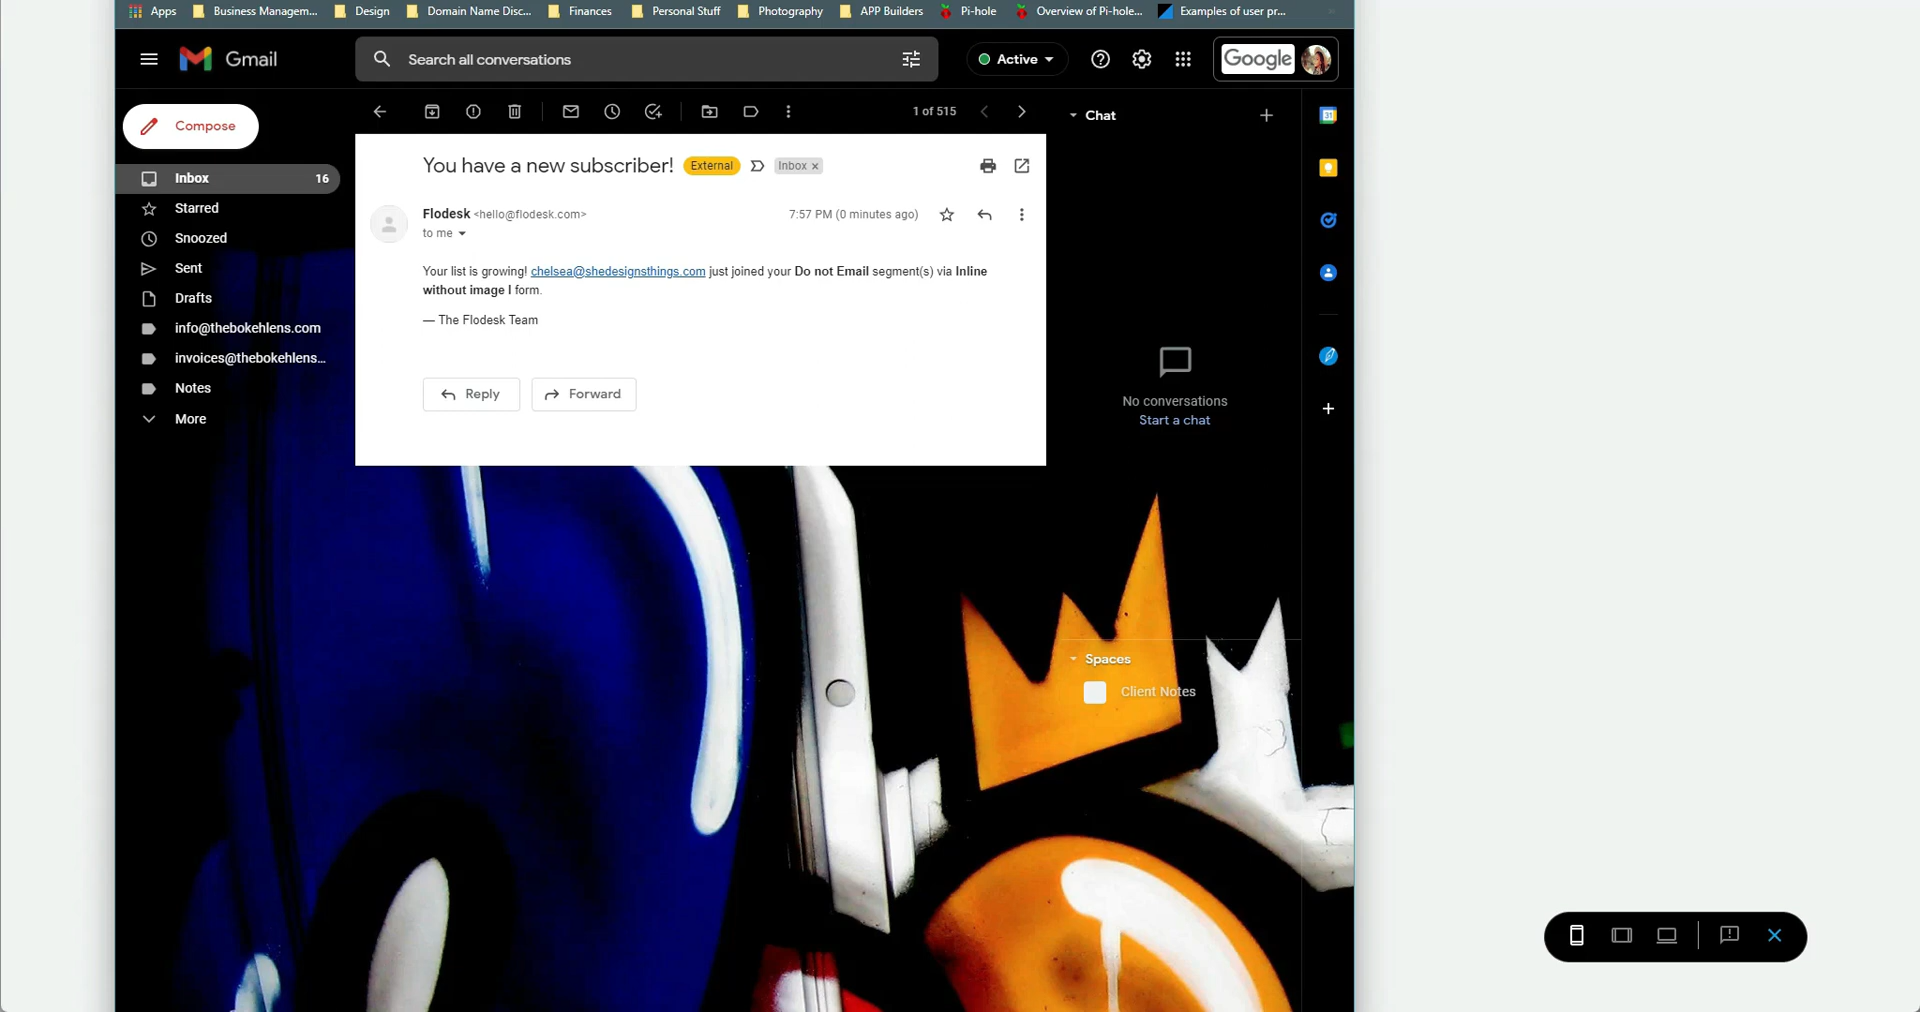 Apps Business Managem... Design Domain Name Disc... Finances Personal Stuff Photography APP Builders Pi-hole Overview of Pi-hole... Examples of user pr...
Gmail
Search all conversations
Active
Google
Compose
1 of 515
Chat
31
Inbox 16
Starred
Snoozed
Sent
Drafts
info@thebokehlens.com
invoices@thebokehlens...
Notes
More
You have a new subscriber! External Inbox ×
Flodesk <hello@flodesk.com> 7:57 PM (0 minutes ago)
to me
Your list is growing! chelsea@shedesignsthings.com just joined your Do not Email segment(s) via Inline
without image I form.
— The Flodesk Team
Reply Forward
No conversations
Start a chat
Spaces
Client Notes